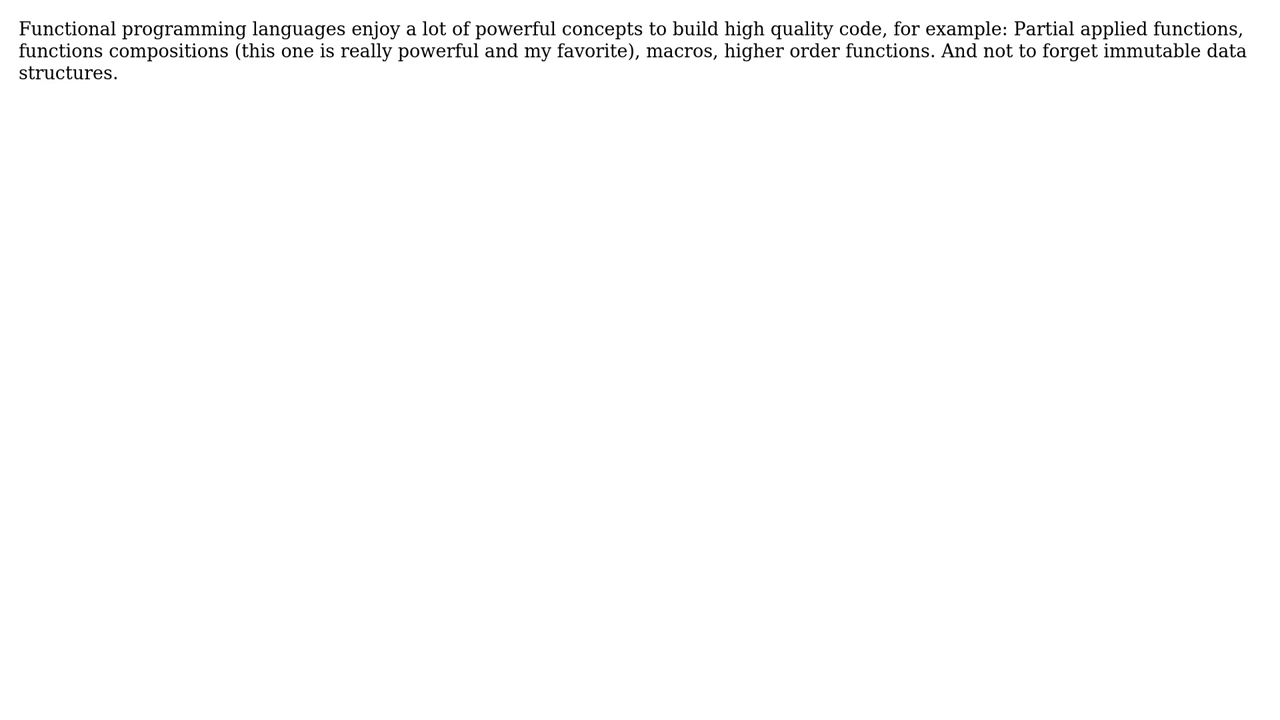 Functional programming languages enjoy a lot of powerful concepts to build high quality code, for example: Partial applied functions,
functions compositions (this one is really powerful and my favorite), macros, higher order functions. And not to forget immutable data
structures.